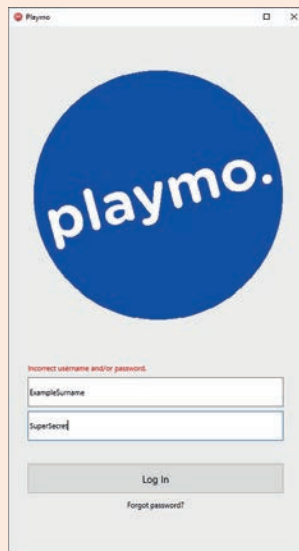 Playmo
playmo.
Incorrect username and/or password.
ExampleSurname
SuperSecret
Log In
Forgot password?